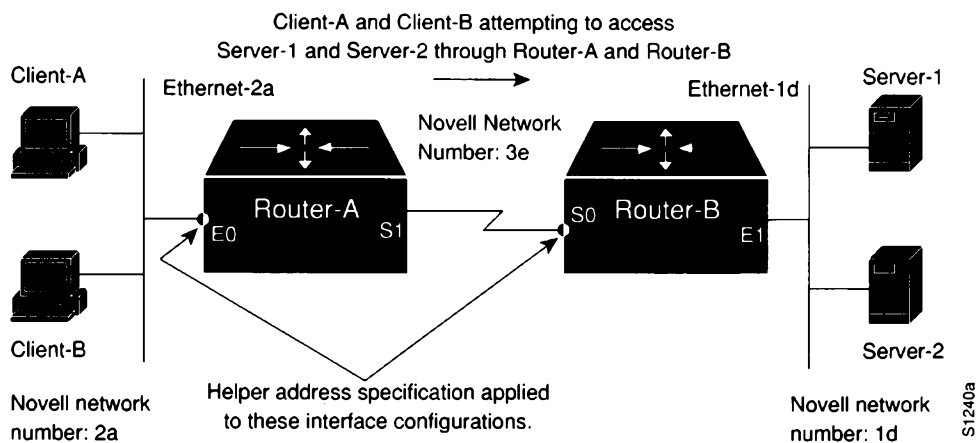 Client-A and Client-B attempting to access
Server-1 and Server-2 through Router-A and Router-B
Client-A
Ethernet-2a
Ethernet-1d
Server-1
Novell Network
Number: 3e
Router-A
E0
S1
S0
Router-B
E1
Client-B
Server-2
Helper address specification applied
to these interface configurations.
Novell network
number: 2a
Novell network
number: 1d
S1240a